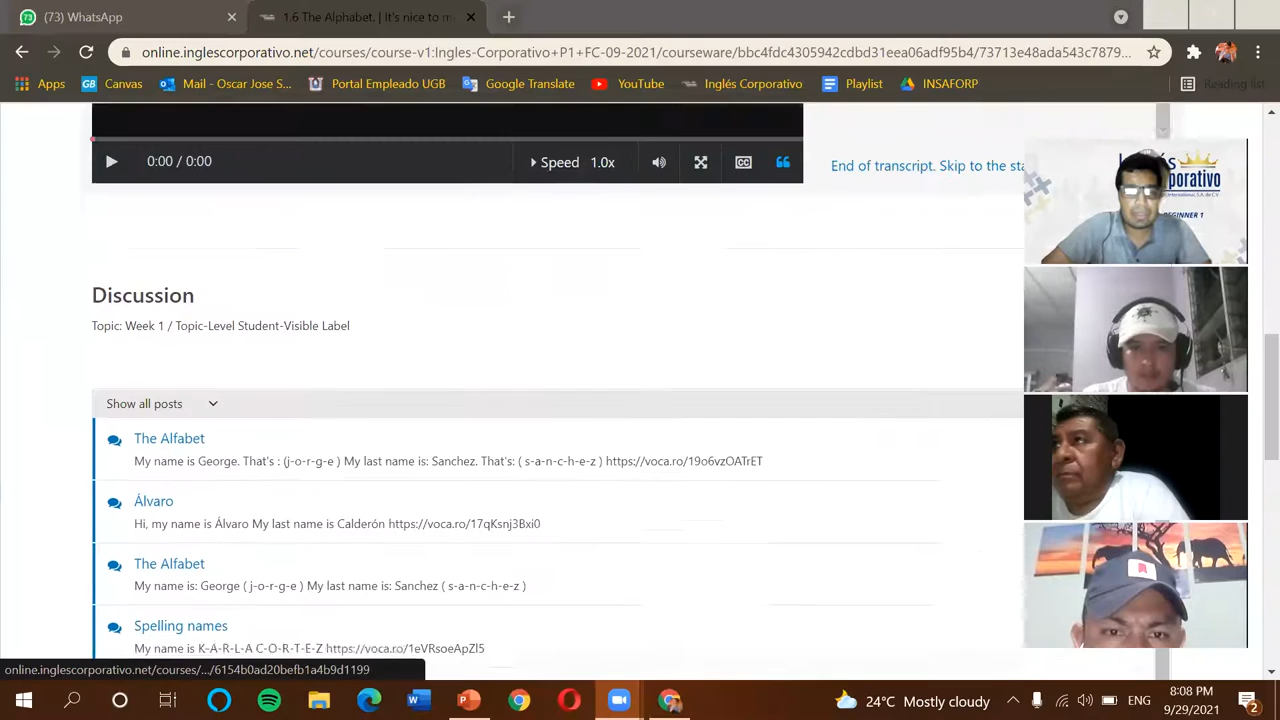 (73) WhatsApp
1.6 The Alphabet. | It's nice to m
online.inglescorporativo.net/courses/course-v1:Ingles-Corporativo+P1+FC-09-2021/courseware/bbc4fdc4305942cdbd31eea06adf95b4/73713e48ada543c7879...
Apps Canvas Mail - Oscar Jose S... Portal Empleado UGB Google Translate YouTube Inglés Corporativo Playlist INSAFORP Reading list
0:00 / 0:00 Speed 1.0x
End of transcript. Skip to the sta
porativo
International, S.A. de C.V.
BEGINNER 1
Discussion
Topic: Week 1 / Topic-Level Student-Visible Label
Show all posts
The Alfabet
My name is George. That's : (j-o-r-g-e ) My last name is: Sanchez. That's: ( s-a-n-c-h-e-z ) https://voca.ro/19o6vzOATrET
Álvaro
Hi, my name is Álvaro My last name is Calderón https://voca.ro/17qKsnj3Bxi0
The Alfabet
My name is: George ( j-o-r-g-e ) My last name is: Sanchez ( s-a-n-c-h-e-z )
Spelling names
My name is K-A-R-L-A C-O-R-T-E-Z https://voca.ro/1eVRsoeApZl5
online.inglescorporativo.net/courses/.../6154b0ad20befb1a4b9d1199
24°C Mostly cloudy
ENG
8:08 PM
9/29/2021
2